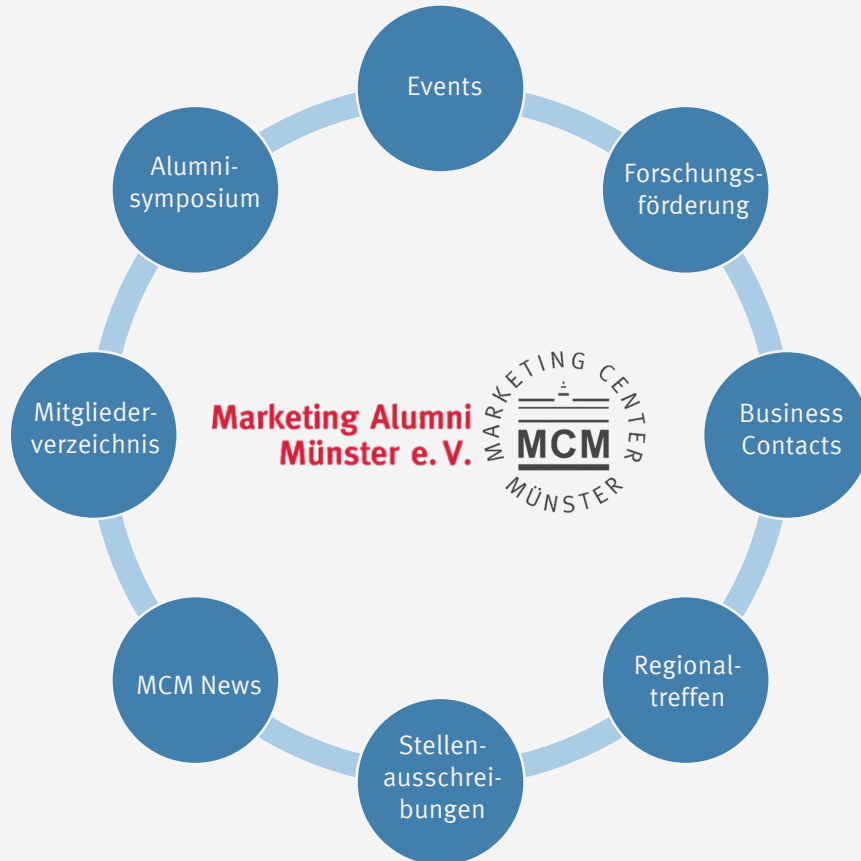 Events
Forschungs-
förderung
Business
Contacts
Regional-
treffen
Stellen-
ausschrei-
bungen
MCM News
Mitglieder-
verzeichnis
Alumni-
symposium
Marketing Alumni
Münster e. V.
MARKETING CENTER
MCM
MÜNSTER